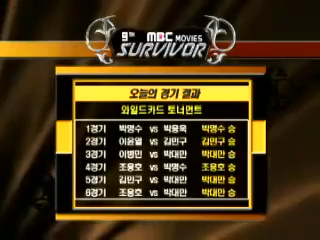 9TH MBC MOVIES
SURVIVOR
오늘의 경기 결과
와일드카드 토너먼트
1경기 박명수 vs 박용욱 박명수 승
2경기 이윤열 vs 김민구 김민구 승
3경기 이병민 vs 박대만 박대만 승
4경기 조용호 vs 박명수 조용호 승
5경기 김민구 vs 박대만 박대만 승
6경기 조용호 vs 박대만 박대만 승